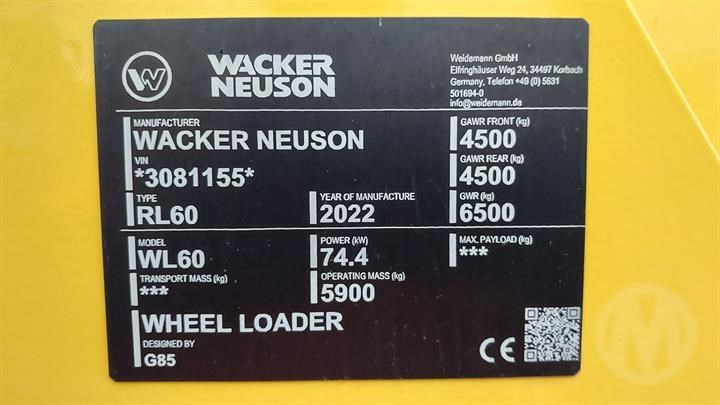 WACKER
NEUSON
Weidemann GmbH
Elfringhäuser Weg 24, 34497 Korbach
Germany, Telefon +49 (0) 5631
501694-0
info@weidemann.de
MANUFACTURER
WACKER NEUSON
VIN
*3081155*
TYPE
RL60
YEAR OF MANUFACTURE
2022
GAWR FRONT (kg)
4500
GAWR REAR (kg)
4500
GWR (kg)
6500
MODEL
WL60
POWER (kW)
74.4
MAX. PAYLOAD (kg)
***
TRANSPORT MASS (kg)
***
OPERATING MASS (kg)
5900
WHEEL LOADER
DESIGNED BY
G85
CE
M